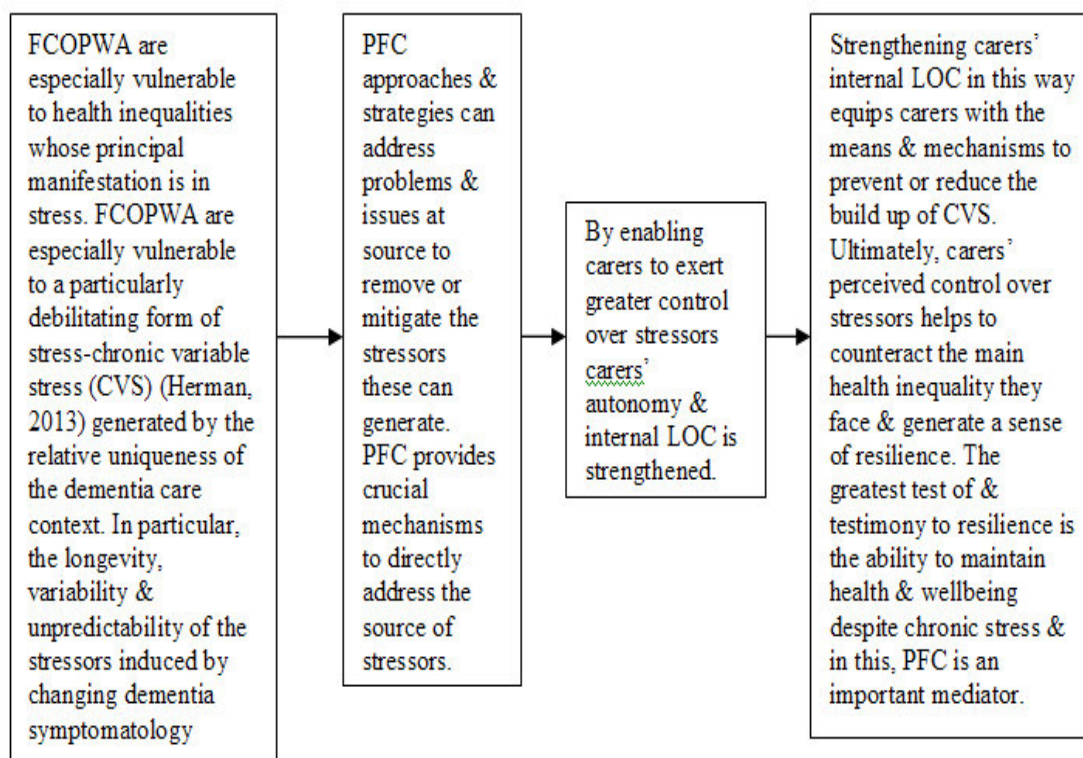 FCOPWA are
especially vulnerable
to health inequalities
whose principal
manifestation is in
stress. FCOPWA are
especially vulnerable
to a particularly
debilitating form of
stress-chronic variable
stress (CVS) (Herman,
2013) generated by the
relative uniqueness of
the dementia care
context. In particular,
the longevity,
variability &
unpredictability of the
stressors induced by
changing dementia
symptomatology
PFC
approaches &
strategies can
address
problems &
issues at
source to
remove or
mitigate the
stressors
these can
generate.
PFC provides
crucial
mechanisms
to directly
address the
source of
stressors.
By enabling
carers to exert
greater control
over stressors
carers’
autonomy &
internal LOC is
strengthened.
Strengthening carers’
internal LOC in this way
equips carers with the
means & mechanisms to
prevent or reduce the
build up of CVS.
Ultimately, carers’
perceived control over
stressors helps to
counteract the main
health inequality they
face & generate a sense
of resilience. The
greatest test of &
testimony to resilience is
the ability to maintain
health & wellbeing
despite chronic stress &
in this, PFC is an
important mediator.